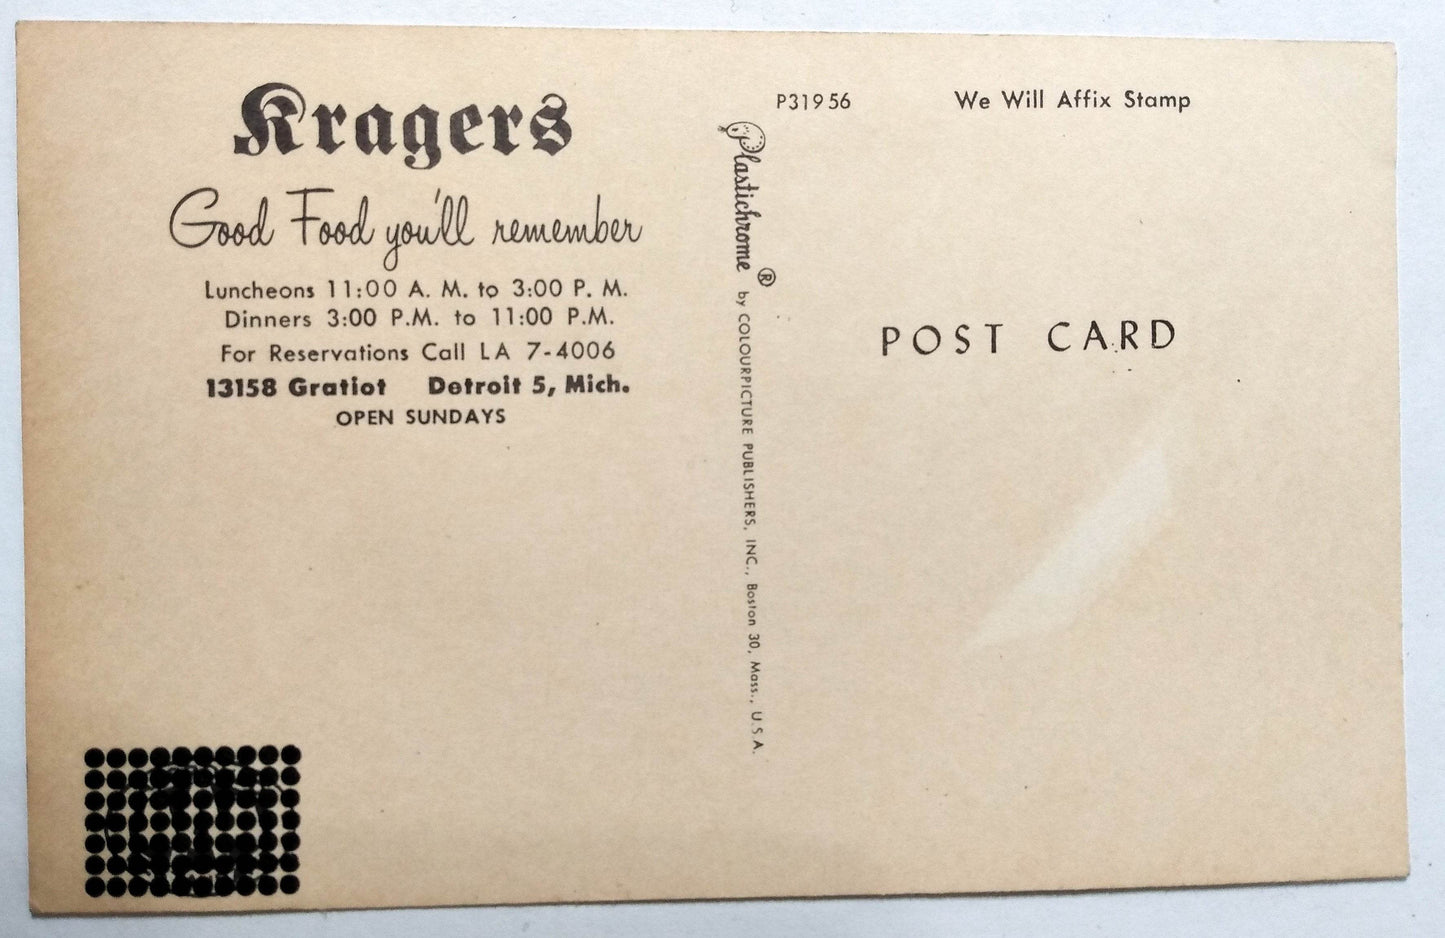 Kragers
Good Food you'll remember
Luncheons 11:00 A. M. to 3:00 P. M.
Dinners 3:00 P.M. to 11:00 P.M.
For Reservations Call LA 7-4006
13158 Gratiot Detroit 5, Mich.
OPEN SUNDAYS
Plastichrome ® by COLOURPICTURE PUBLISHERS, INC., Boston 30, Mass., U.S.A.
P31956
We Will Affix Stamp
POST CARD